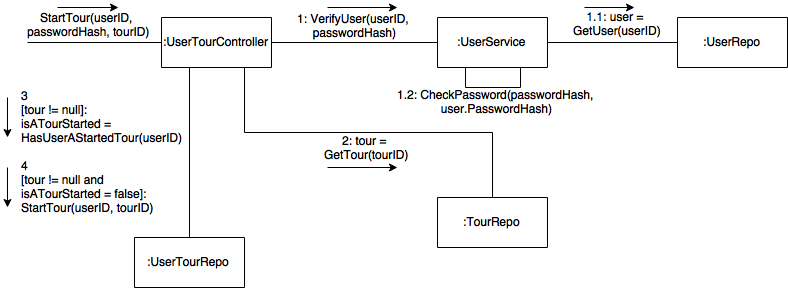 StartTour(userID,
passwordHash, tourID)
:UserTourController
1: VerifyUser(userID,
passwordHash)
:UserService
1.1: user =
GetUser(userID)
:UserRepo
1.2: CheckPassword(passwordHash,
user.PasswordHash)
3
[tour != null]:
isATourStarted =
HasUserAStartedTour(userID)
2: tour =
GetTour(tourID)
4
[tour != null and
isATourStarted = false]:
StartTour(userID, tourID)
:TourRepo
:UserTourRepo